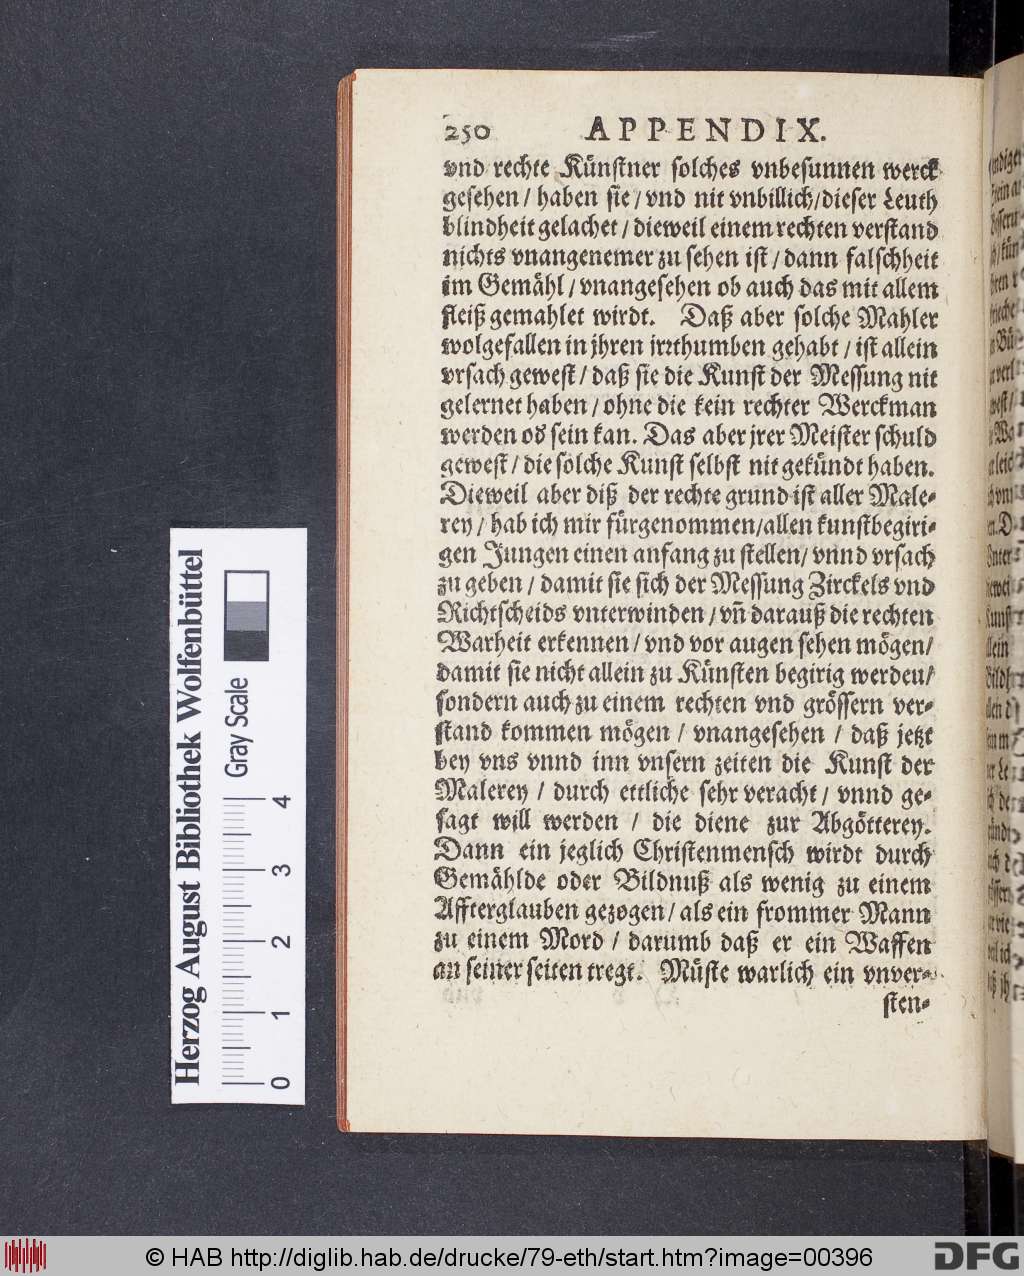 250 APPENDIX.
vnd rechte Künstner solches vnbesunnen werck
gesehen / haben sie / vnd nit vnbillich / dieser Leuth
blindheit gelachet / dieweil einem rechten verstand
nichts vnangenemer zu sehen ist / dann falschheit
im Gemähl / vnangesehen ob auch das mit allem
fleiß gemahlet wirdt. Daß aber solche Mahler
wolgefallen in jhren irrthumben gehabt / ist allein
vrsach gewest / daß sie die Kunst der Messung nit
gelernet haben / ohne die kein rechter Werckman
werden od sein kan. Das aber jrer Meister schuld
gewest / die solche Kunst selbst nit gekündt haben.
Dieweil aber diß der rechte grund ist aller Male-
rey / hab ich mir fürgenommen / allen kunstbegiri-
gen Jungen einen anfang zu stellen / vnnd vrsach
zu geben / damit sie sich der Messung Zirckels vnd
Richtscheids vnterwinden / vñ darauß die rechten
Warheit erkennen / vnd vor augen sehen mögen /
damit sie nicht allein zu Künsten begirig werdeu /
sondern auch zu einem rechten vnd grössern ver-
stand kommen mögen / vnangesehen / daß jetzt
bey vns vnnd inn vnsern zeiten die Kunst der
Malerey / durch ettliche sehr veracht / vnnd ge-
sagt will werden / die diene zur Abgötterey.
Dann ein jeglich Christenmensch wirdt durch
Gemählde oder Bildnuß als wenig zu einem
Affterglauben gezogen / als ein frommer Mann
zu einem Mord / darumb daß er ein Waffen
an seiner seiten tregt. Müste warlich ein vnver-
sten-
Herzog August Bibliothek Wolfenbüttel
Gray Scale
0 1 2 3 4
© HAB http://diglib.hab.de/drucke/79-eth/start.htm?image=00396
DFG